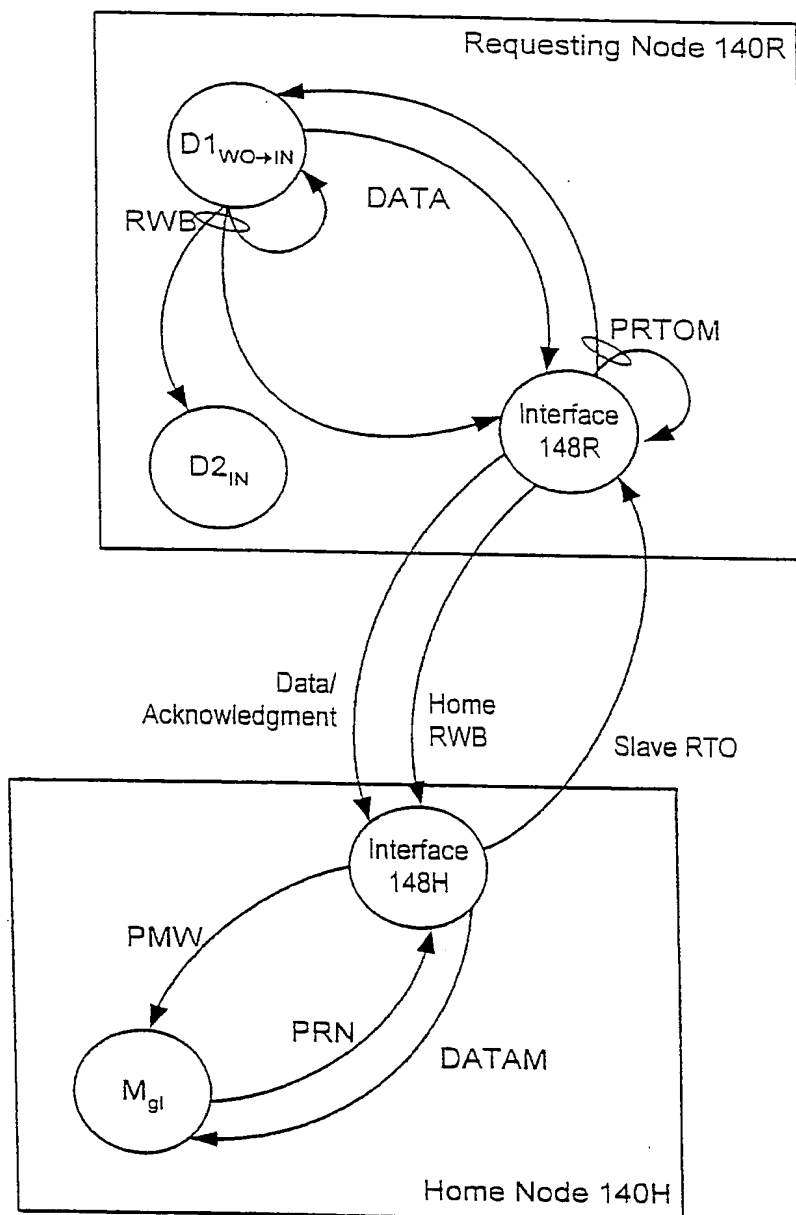 Requesting Node 140R
D1WO→IN
DATA
RWB
PRTOM
Interface
148R
D2IN
Data/
Acknowledgment
Home
RWB
Slave RTO
Interface
148H
PMW
PRN
DATAM
Mgl
Home Node 140H